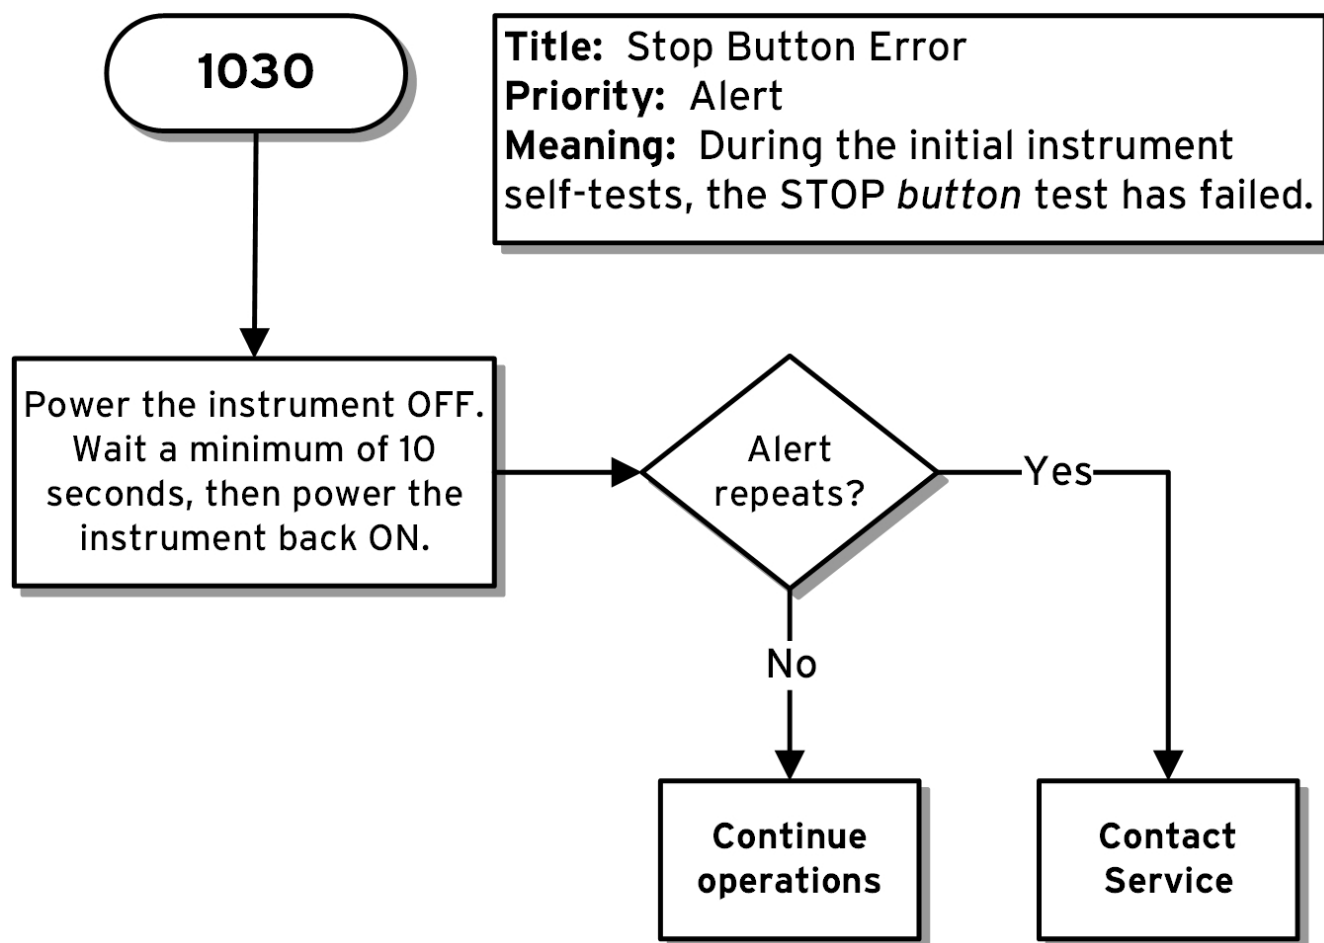 1030
Title: Stop Button Error
Priority: Alert
Meaning: During the initial instrument
self-tests, the STOP button test has failed.
Power the instrument OFF.
Wait a minimum of 10
seconds, then power the
instrument back ON.
Alert
repeats?
Yes
No
Continue
operations
Contact
Service